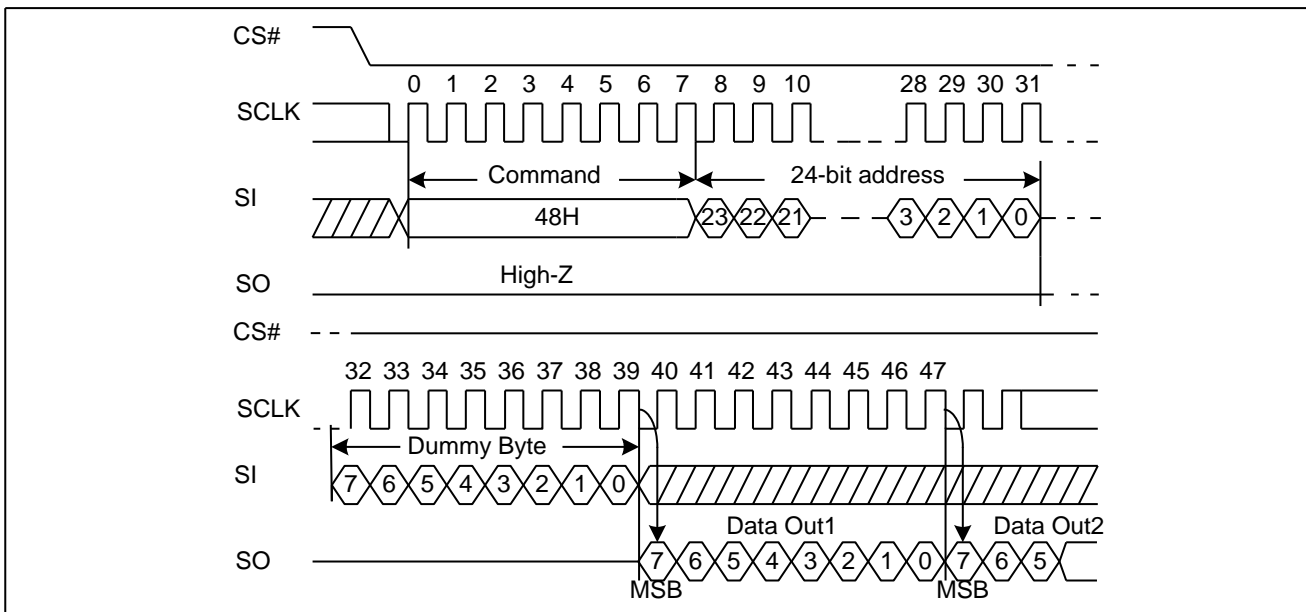 CS#
0 1 2 3 4 5 6 7 8 9 10 28 29 30 31
SCLK
Command 24-bit address
SI
48H 23 22 21 3 2 1 0
High-Z
SO
CS#
32 33 34 35 36 37 38 39 40 41 42 43 44 45 46 47
SCLK
Dummy Byte
SI
7 6 5 4 3 2 1 0
Data Out1 Data Out2
SO
7 6 5 4 3 2 1 0 7 6 5
MSB MSB